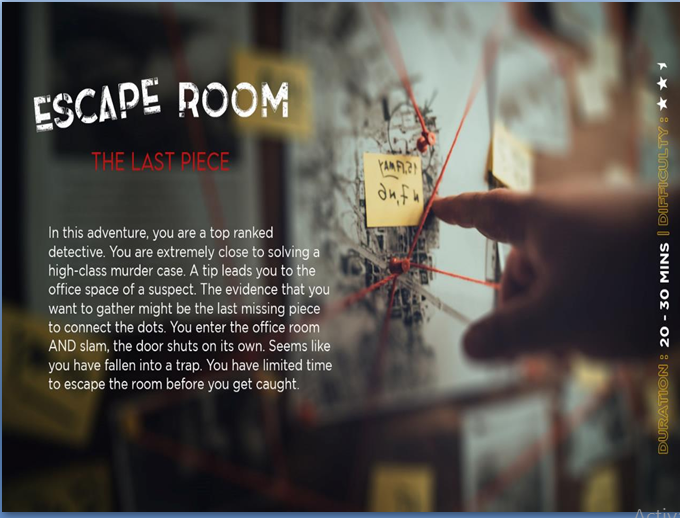 ESCAPE ROOM
THE LAST PIECE
In this adventure, you are a top ranked
detective. You are extremely close to solving a
high-class murder case. A tip leads you to the
office space of a suspect. The evidence that you
want to gather might be the last missing piece
to connect the dots. You enter the office room
AND slam, the door shuts on its own. Seems like
you have fallen into a trap. You have limited time
to escape the room before you get caught.
DURATION : 20 - 30 MINS | DIFFICULTY :